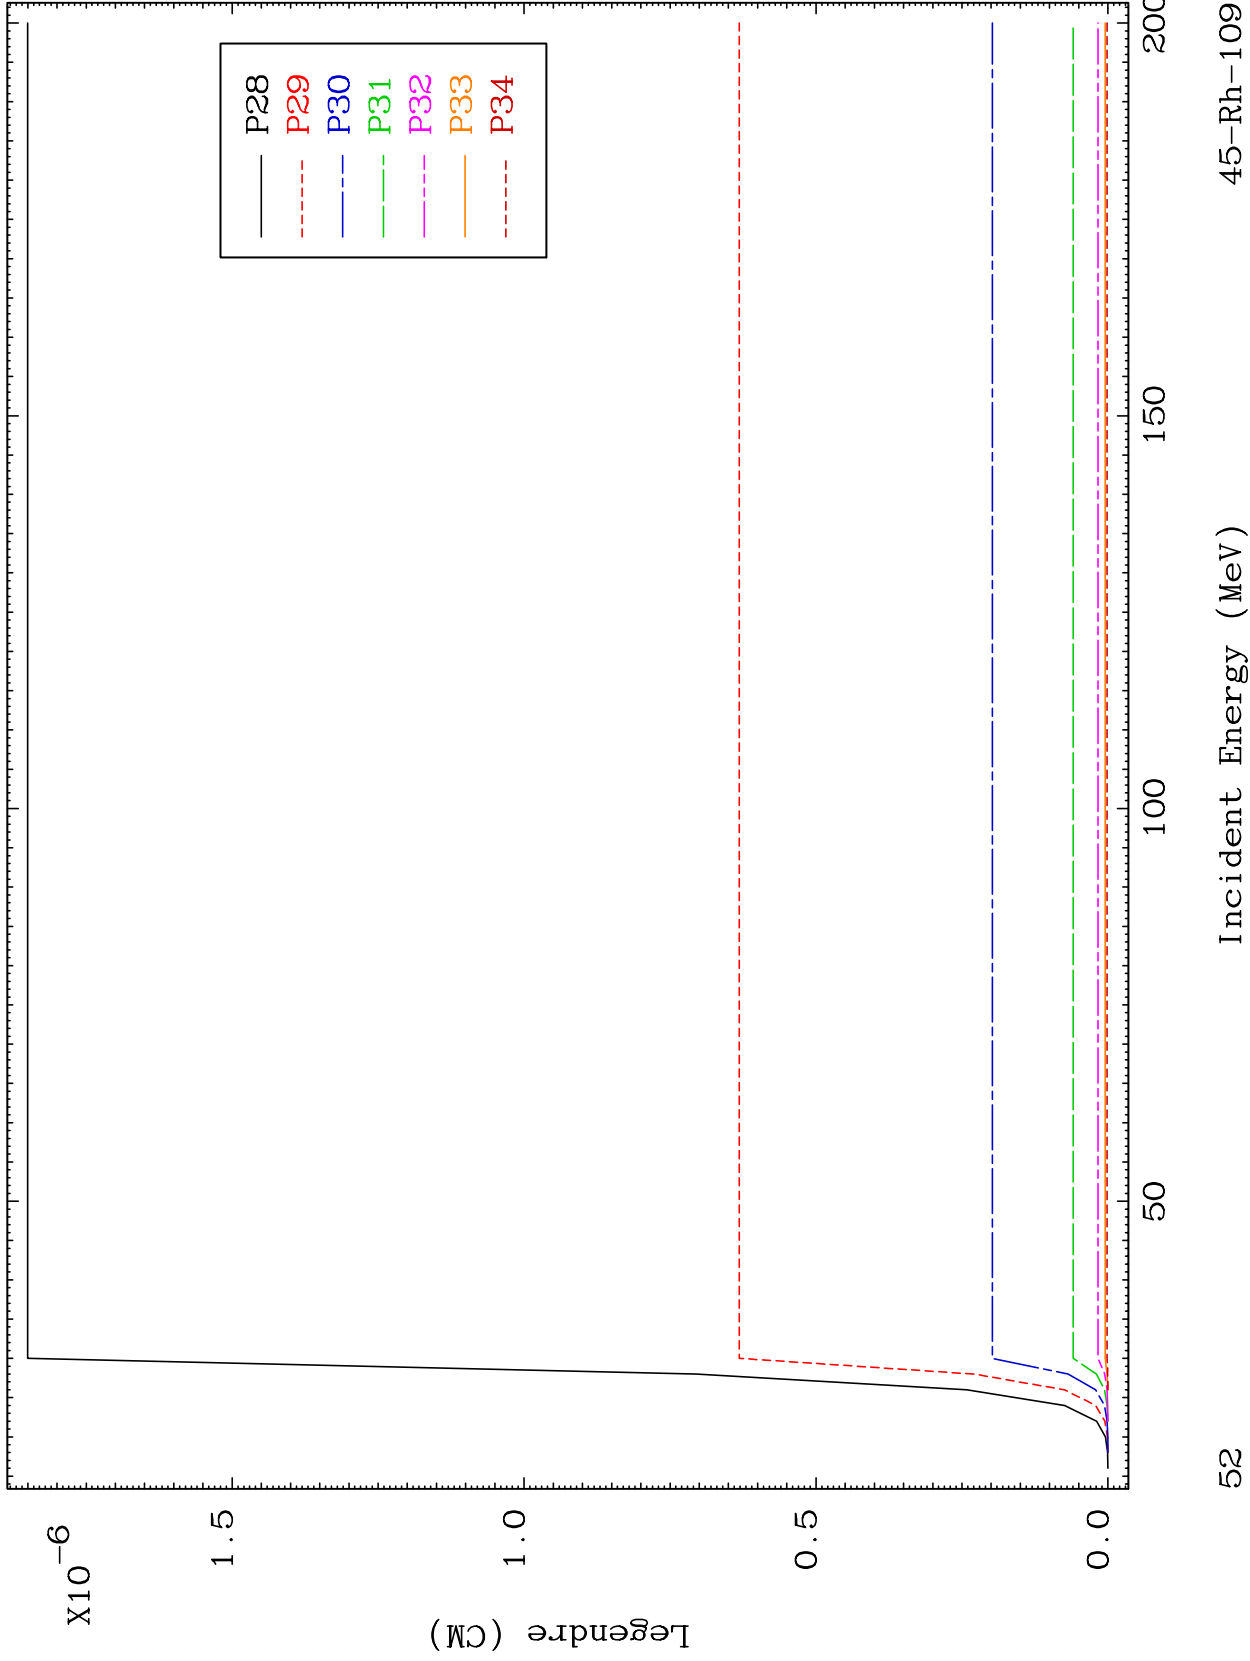 X10-6
1.5
1.0
0.5
0.0
Legendre (CM)
P28
P29
P30
P31
P32
P33
P34
50
100
150
200
Incident Energy (MeV)
52
45-Rh-109